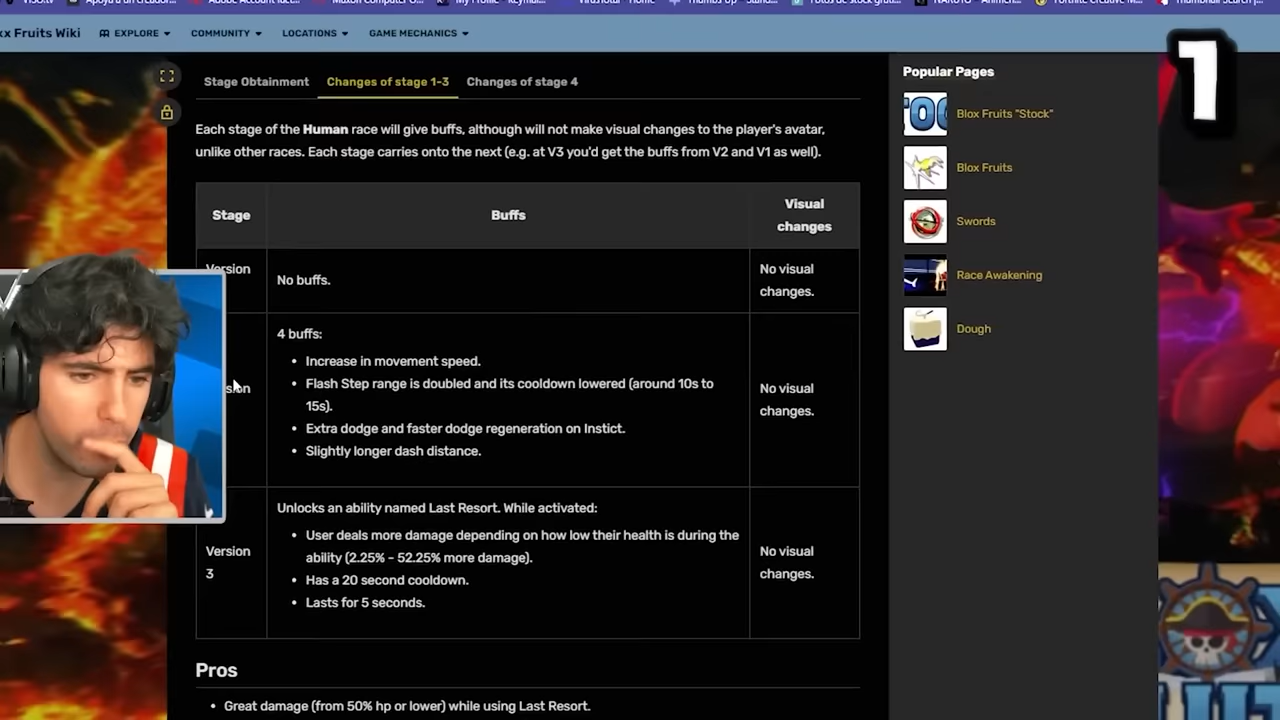 xx Fruits Wiki
EXPLORE
COMMUNITY
LOCATIONS
GAME MECHANICS
1
Stage Obtainment
Changes of stage 1-3
Changes of stage 4
Each stage of the Human race will give buffs, although will not make visual changes to the player's avatar,
unlike other races. Each stage carries onto the next (e.g. at V3 you'd get the buffs from V2 and V1 as well).
Stage
Buffs
Visual
changes
Version
No buffs.
No visual
changes.
4 buffs:
• Increase in movement speed.
• Flash Step range is doubled and its cooldown lowered (around 10s to
15s).
• Extra dodge and faster dodge regeneration on Instict.
• Slightly longer dash distance.
No visual
changes.
Version
3
Unlocks an ability named Last Resort. While activated:
• User deals more damage depending on how low their health is during the
ability (2.25% - 52.25% more damage).
• Has a 20 second cooldown.
• Lasts for 5 seconds.
No visual
changes.
Pros
• Great damage (from 50% hp or lower) while using Last Resort.
Popular Pages
Blox Fruits "Stock"
Blox Fruits
Swords
Race Awakening
Dough